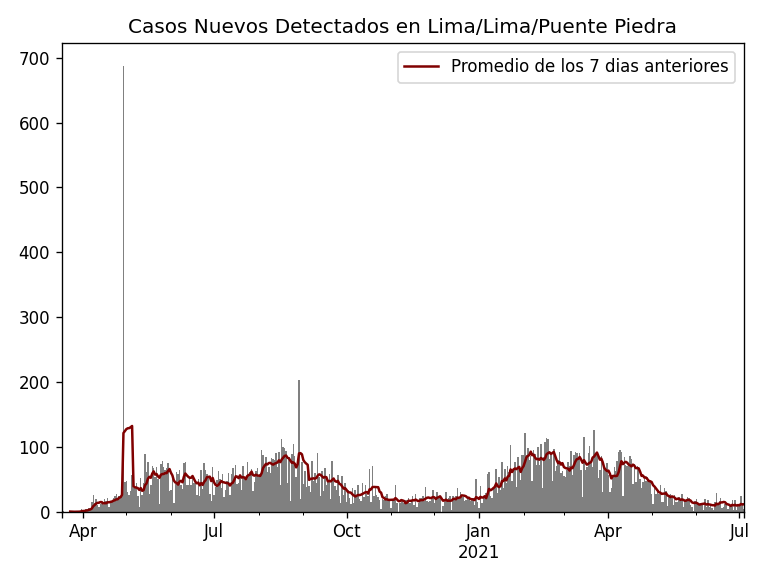 Casos Nuevos Detectados en Lima/Lima/Puente Piedra
Promedio de los 7 dias anteriores
700
600
500
400
300
200
100
0
Apr
Jul
Oct
Jan
2021
Apr
Jul